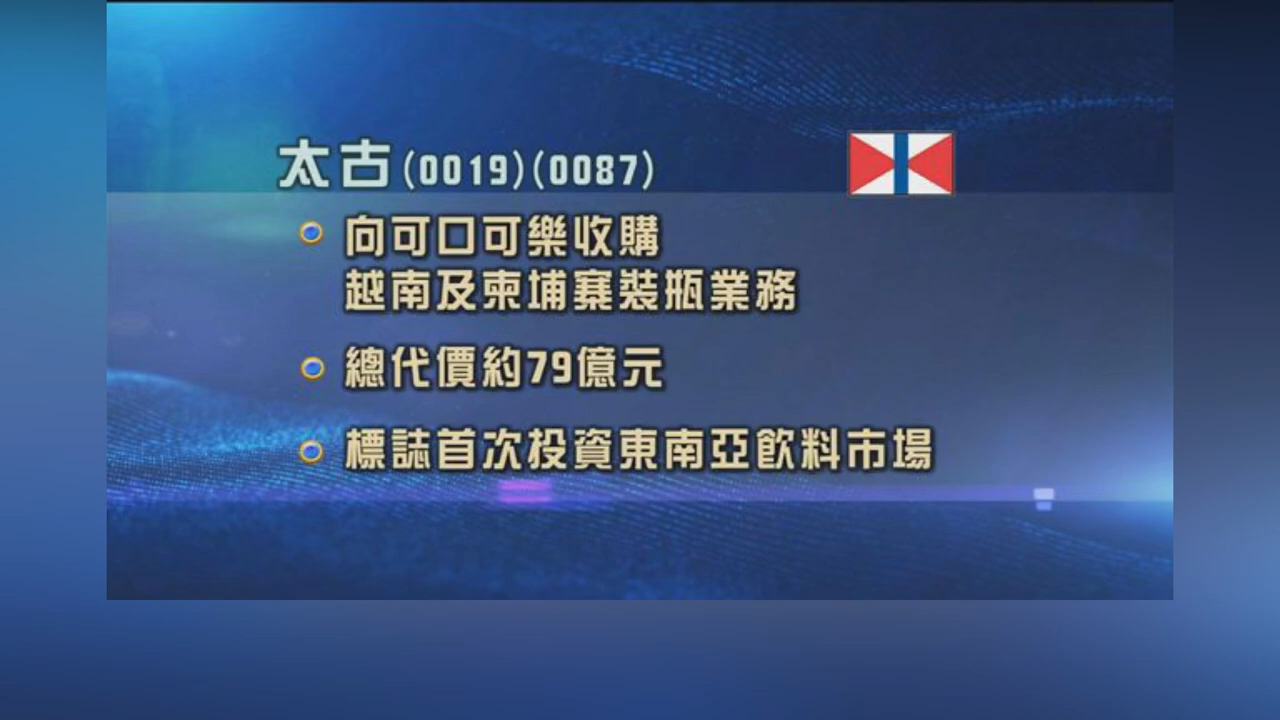 太古(0019)(0087)
向可口可樂收購
越南及柬埔寨裝瓶業務
總代價約79億元
標誌首次投資東南亞飲料市場